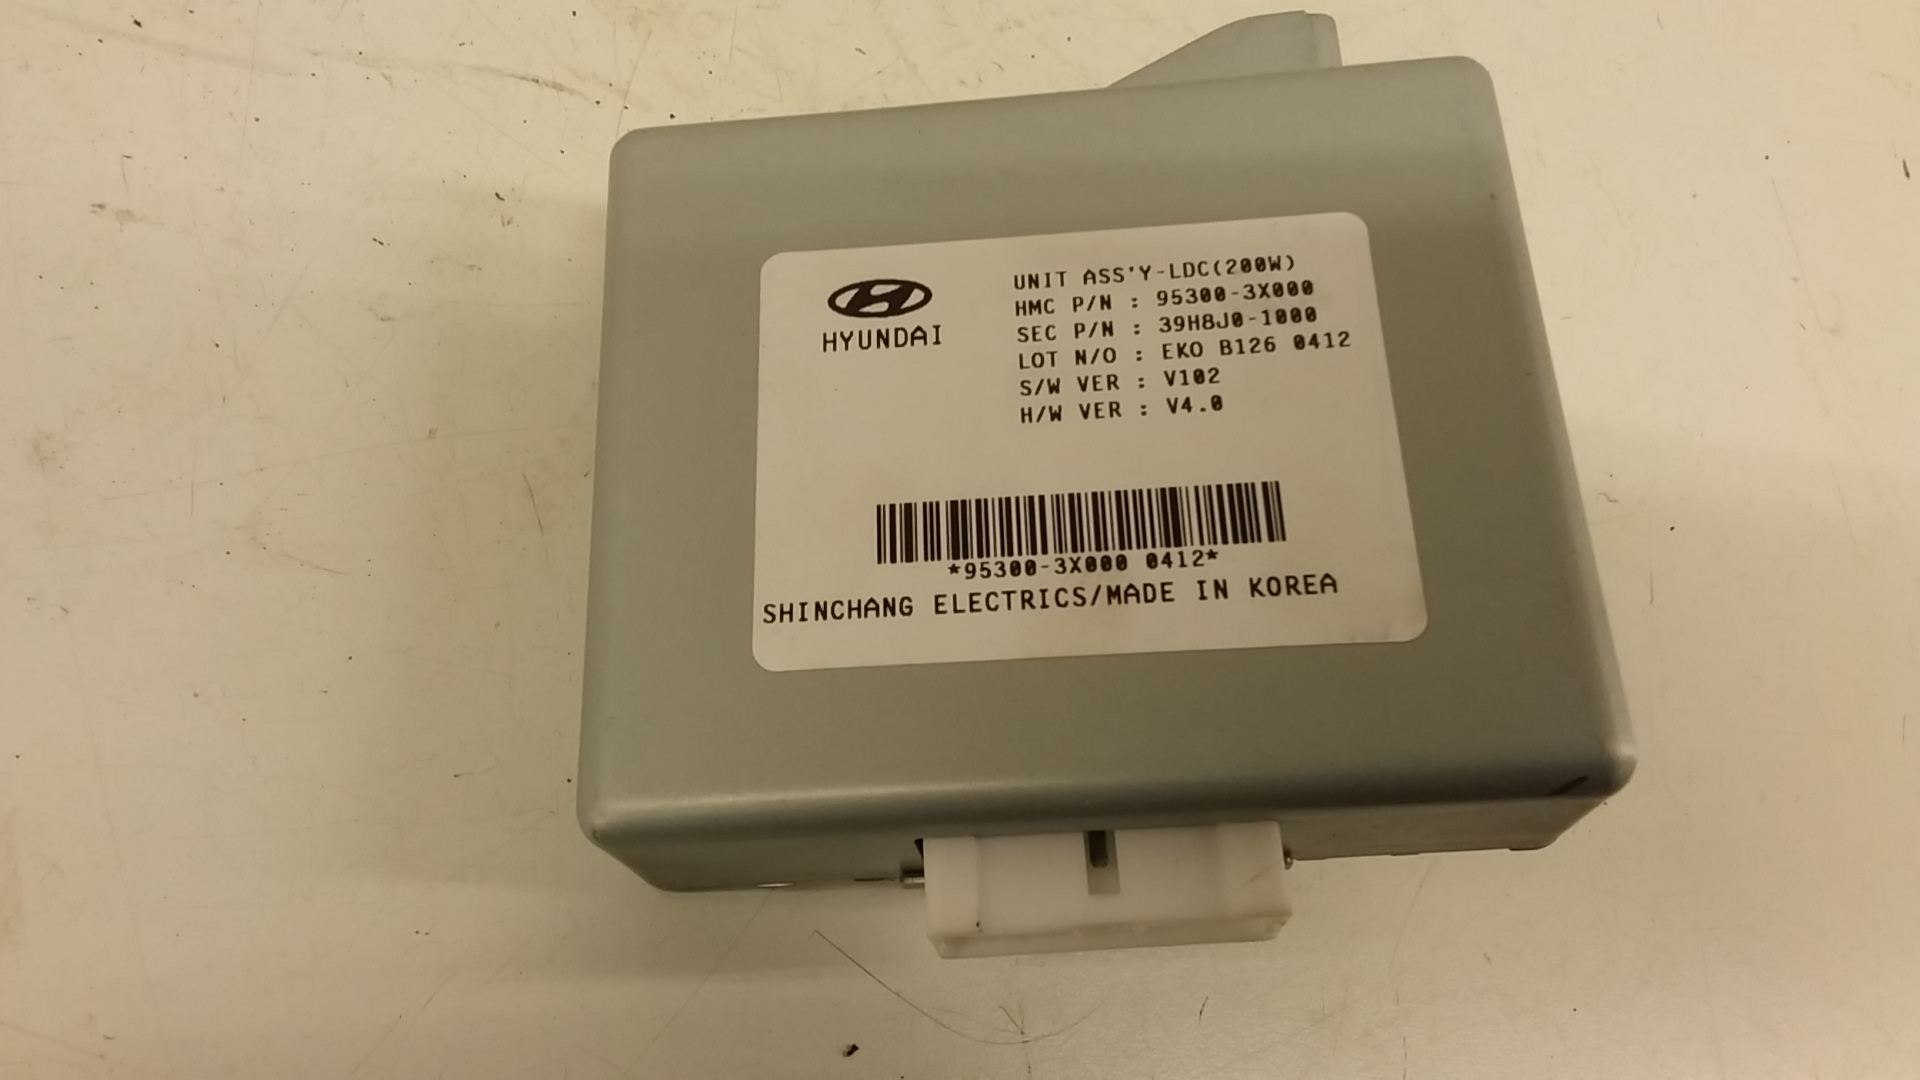 HYUNDAI
UNIT ASS'Y-LDC(200W)
HMC P/N : 95300-3X000
SEC P/N : 39H8J0-1000
LOT N/O : EKO B126 0412
S/W VER : V102
H/W VER : V4.0
*95300-3X000 0412*
SHINCHANG ELECTRICS/MADE IN KOREA